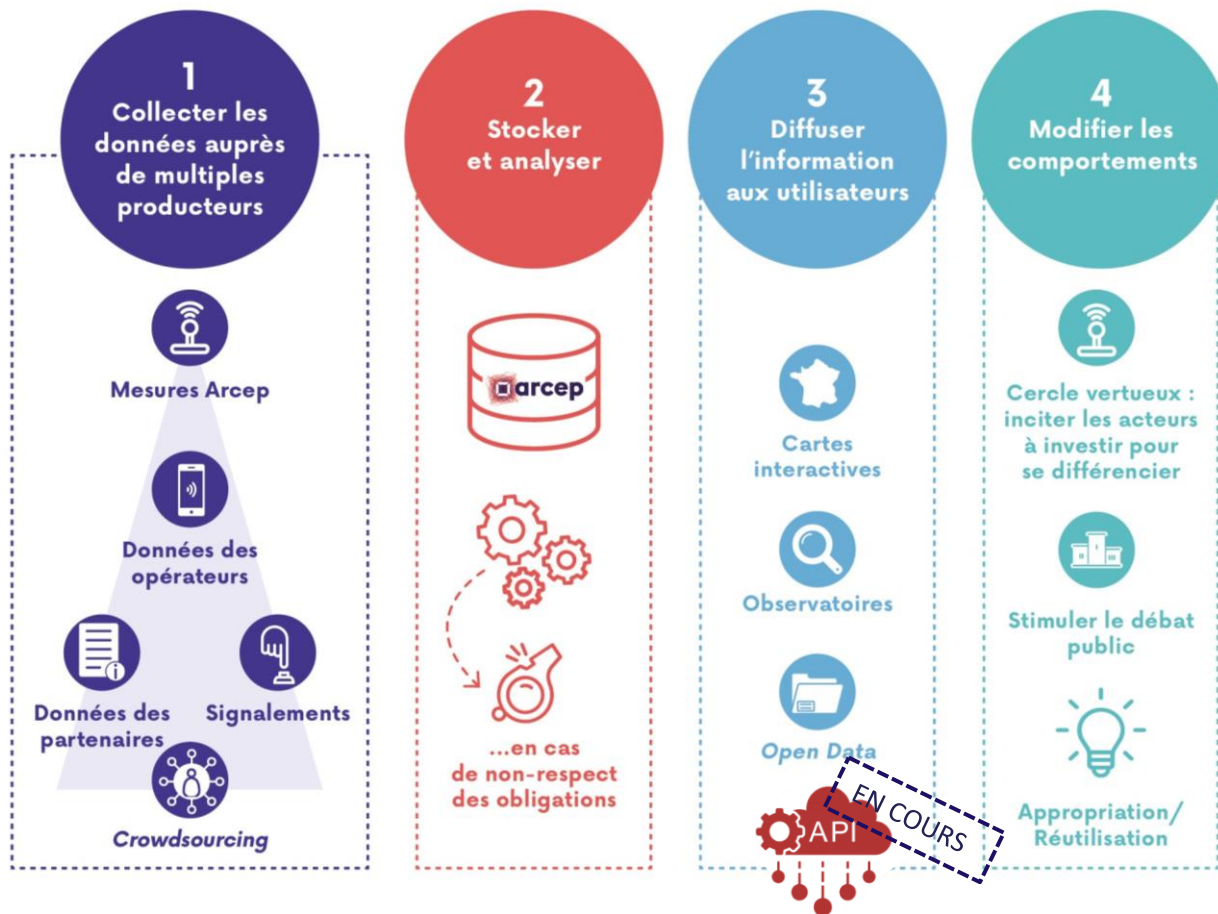 1
Collecter les
données auprès
de multiples
producteurs
Mesures Arcep
Données des
opérateurs
Données des
partenaires
Signalements
Crowdsourcing
2
Stocker
et analyser
arcep
...en cas
de non-respect
des obligations
3
Diffuser
l'information
aux utilisateurs
Cartes
interactives
Observatoires
Open Data
API
EN COURS
4
Modifier les
comportements
Cercle vertueux :
inciter les acteurs
à investir pour
se différencier
Stimuler le débat
public
Appropriation/
Réutilisation